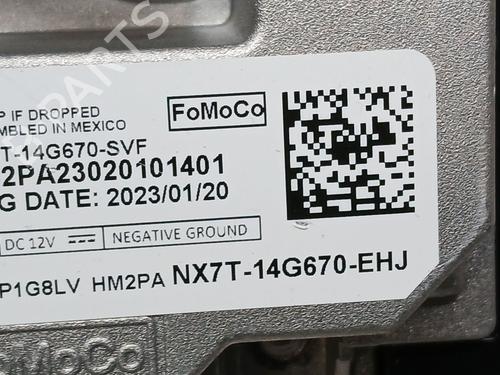 P IF DROPPED
MBLED IN MEXICO
FoMoCo
T-14G670-SVF
2PA23020101401
G DATE: 2023/01/20
DC 12V NEGATIVE GROUND
P1G8LV HM2PA NX7T-14G670-EHJ
FoMoCo
PARTS